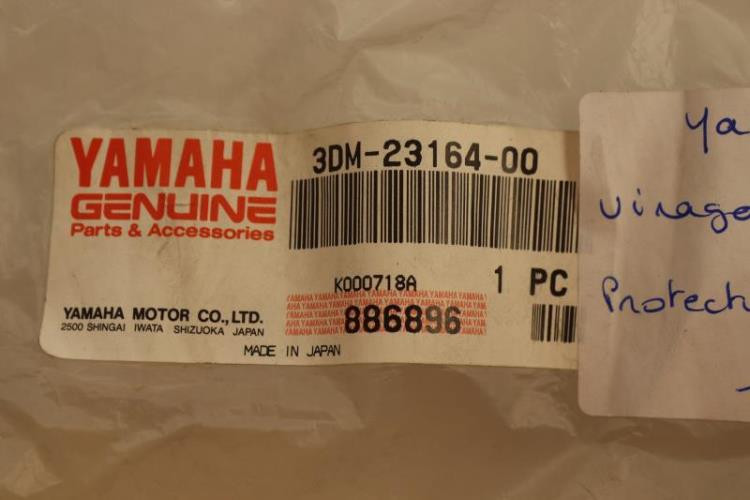 YAMAHA
GENUINE
Parts & Accessories
3DM-23164-00
K000718A
1 PC
886896
YAMAHA MOTOR CO.,LTD.
2500 SHINGAI IWATA SHIZUOKA JAPAN
MADE IN JAPAN
Ya
Virago
Protect